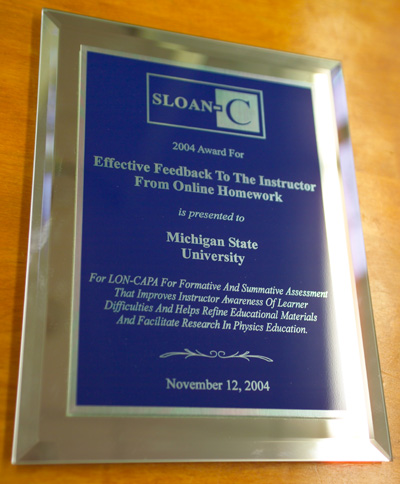 SLOAN-C
2004 Award For
Effective Feedback To The Instructor
From Online Homework
is presented to
Michigan State
University
For LON-CAPA For Formative And Summative Assessment
That Improves Instructor Awareness Of Learner
Difficulties And Helps Refine Educational Materials
And Facilitate Research In Physics Education.
November 12, 2004